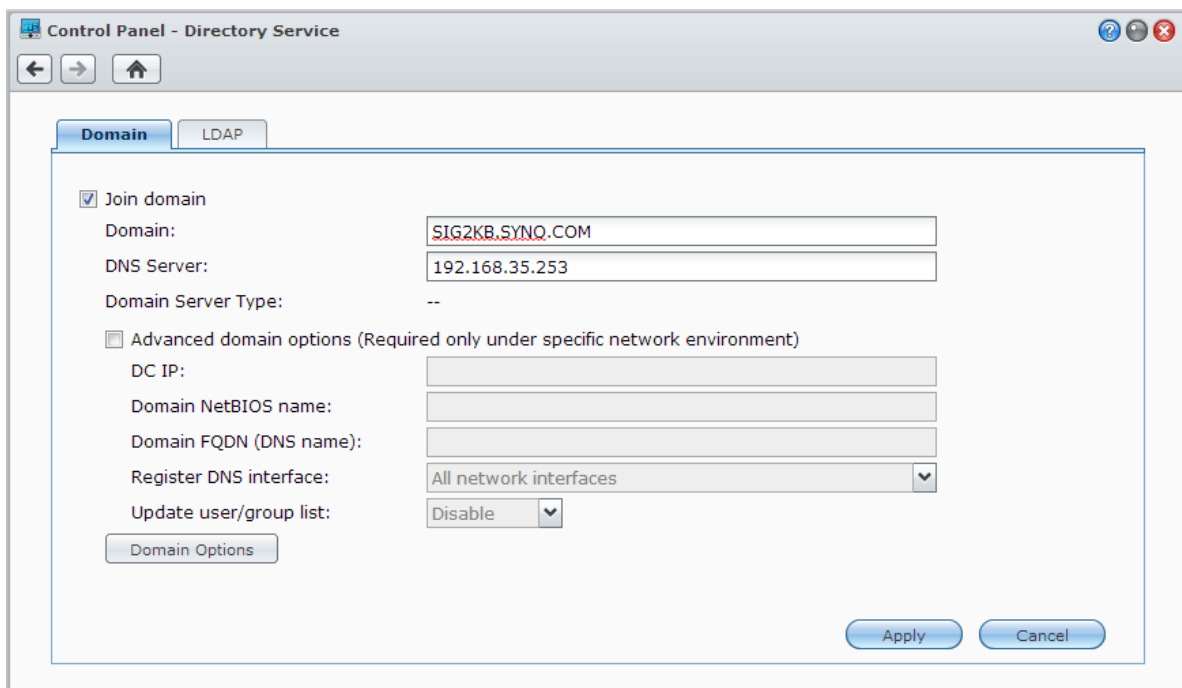 Control Panel - Directory Service
Domain LDAP
Join domain
Domain: SIG2KB.SYNO.COM
DNS Server: 192.168.35.253
Domain Server Type: --
Advanced domain options (Required only under specific network environment)
DC IP:
Domain NetBIOS name:
Domain FQDN (DNS name):
Register DNS interface: All network interfaces
Update user/group list: Disable
Domain Options
Apply Cancel